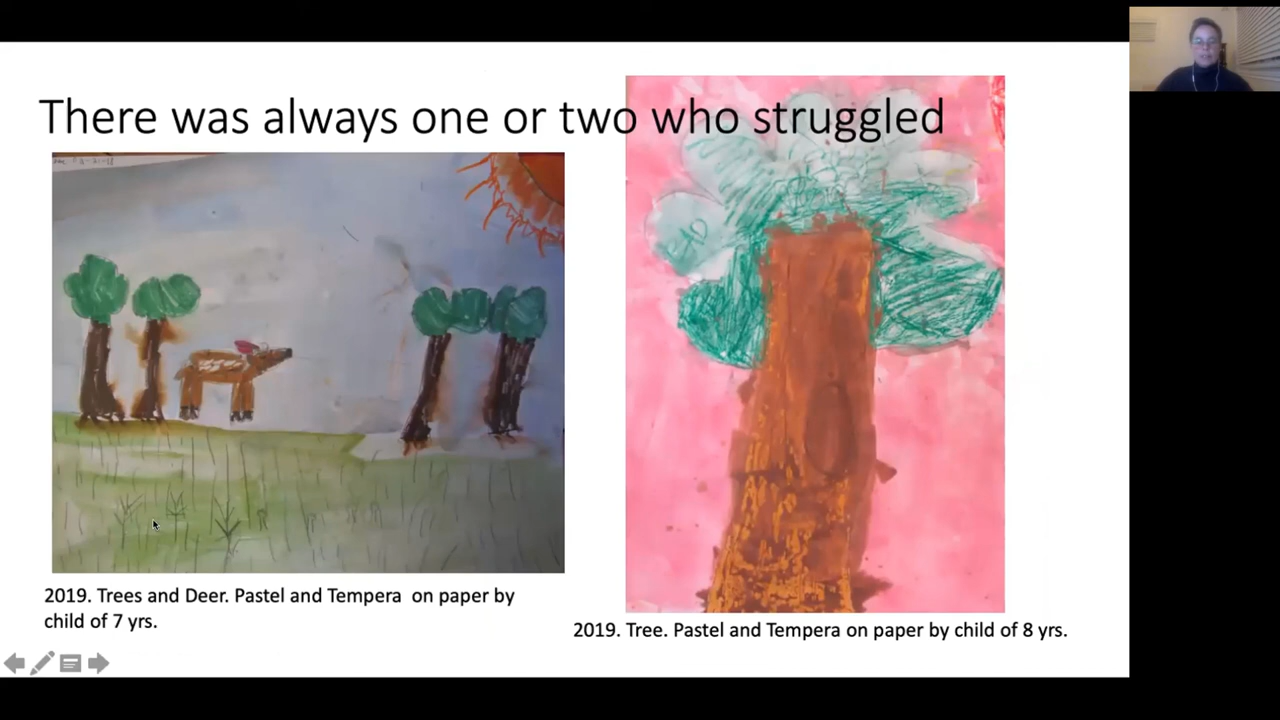 There was always one or two who struggled
2019. Trees and Deer. Pastel and Tempera on paper by
child of 7 yrs.
2019. Tree. Pastel and Tempera on paper by child of 8 yrs.